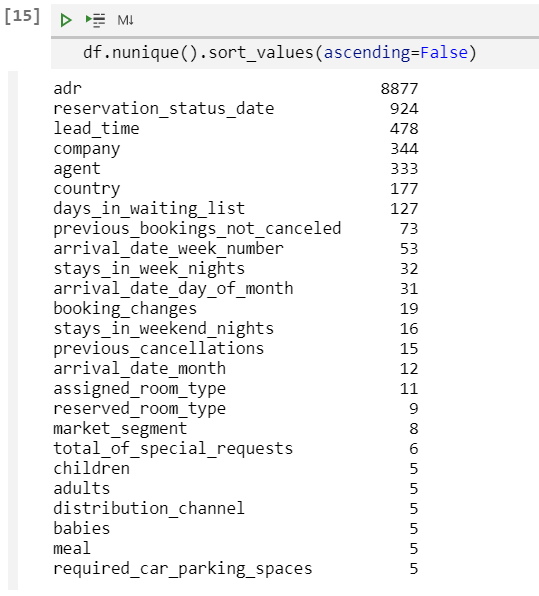 [15]
M↓
df.nunique().sort_values(ascending=False)
adr 8877
reservation_status_date 924
lead_time 478
company 344
agent 333
country 177
days_in_waiting_list 127
previous_bookings_not_canceled 73
arrival_date_week_number 53
stays_in_week_nights 32
arrival_date_day_of_month 31
booking_changes 19
stays_in_weekend_nights 16
previous_cancellations 15
arrival_date_month 12
assigned_room_type 11
reserved_room_type 9
market_segment 8
total_of_special_requests 6
children 5
adults 5
distribution_channel 5
babies 5
meal 5
required_car_parking_spaces 5